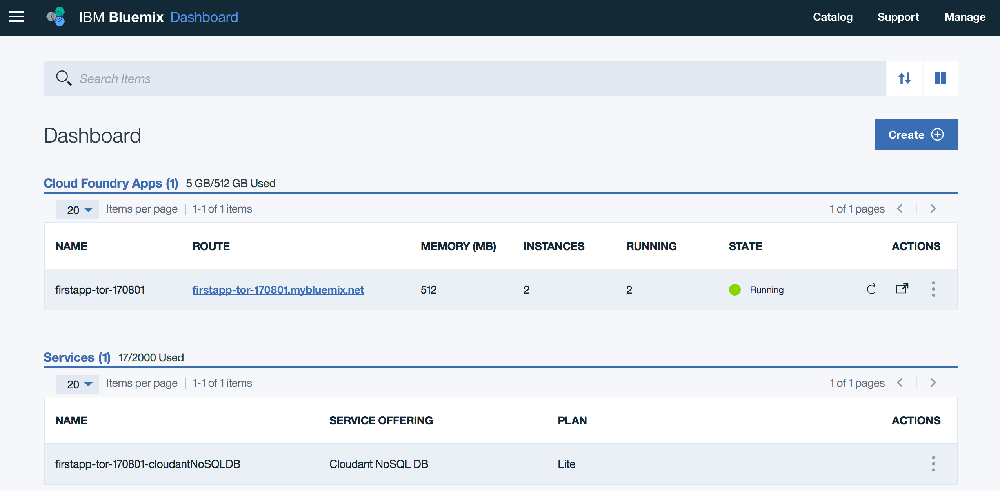 IBM Bluemix Dashboard Catalog Support Manage
Search Items
Dashboard Create
Cloud Foundry Apps (1) 5 GB/512 GB Used
20 Items per page | 1-1 of 1 items 1 of 1 pages
NAME ROUTE MEMORY (MB) INSTANCES RUNNING STATE ACTIONS
firstapp-tor-170801 firstapp-tor-170801.mybluemix.net 512 2 2 Running
Services (1) 17/2000 Used
20 Items per page | 1-1 of 1 items 1 of 1 pages
NAME SERVICE OFFERING PLAN ACTIONS
firstapp-tor-170801-cloudantNoSQLDB Cloudant NoSQL DB Lite